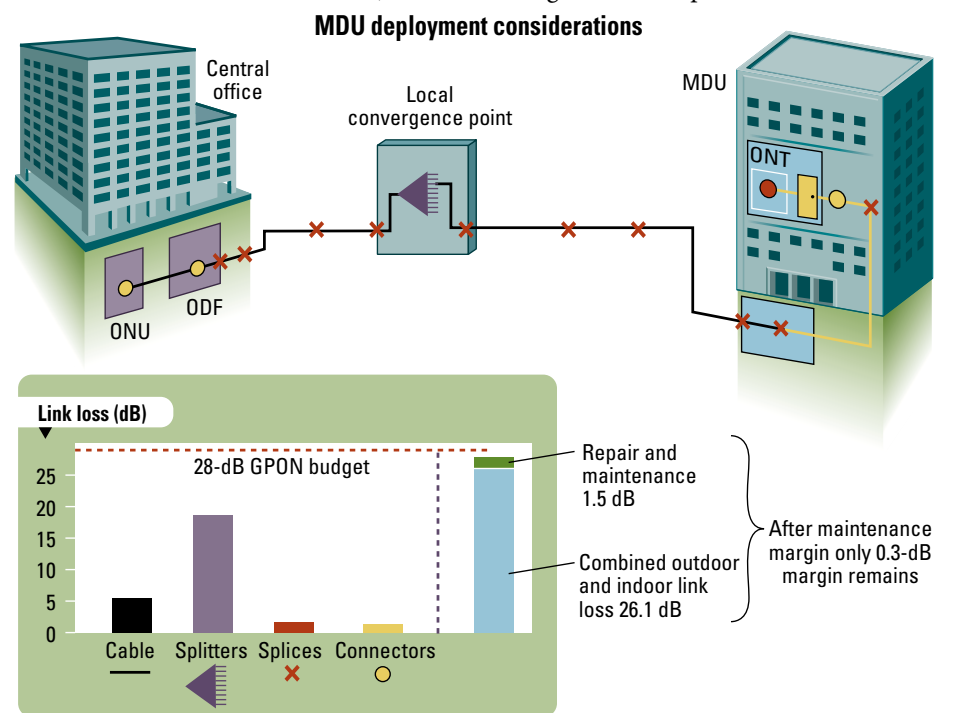 MDU deployment considerations
Central
office
Local
convergence point
MDU
ONT
ODF
ONU
Link loss (dB)
28-dB GPON budget
25
20
15
10
5
0
Cable
Splitters
Splices
Connectors
Repair and
maintenance
1.5 dB
Combined outdoor
and indoor link
loss 26.1 dB
After maintenance
margin only 0.3-dB
margin remains